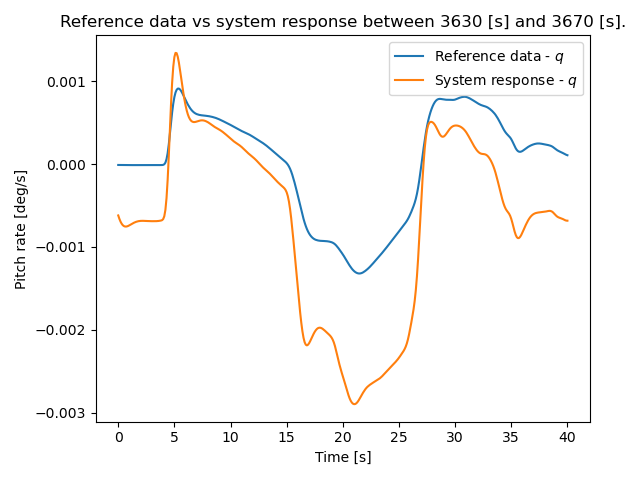 Reference data vs system response between 3630 [s] and 3670 [s].
Reference data - q
System response - q
Pitch rate [deg/s]
0.001
0.000
−0.001
−0.002
−0.003
0 5 10 15 20 25 30 35 40
Time [s]